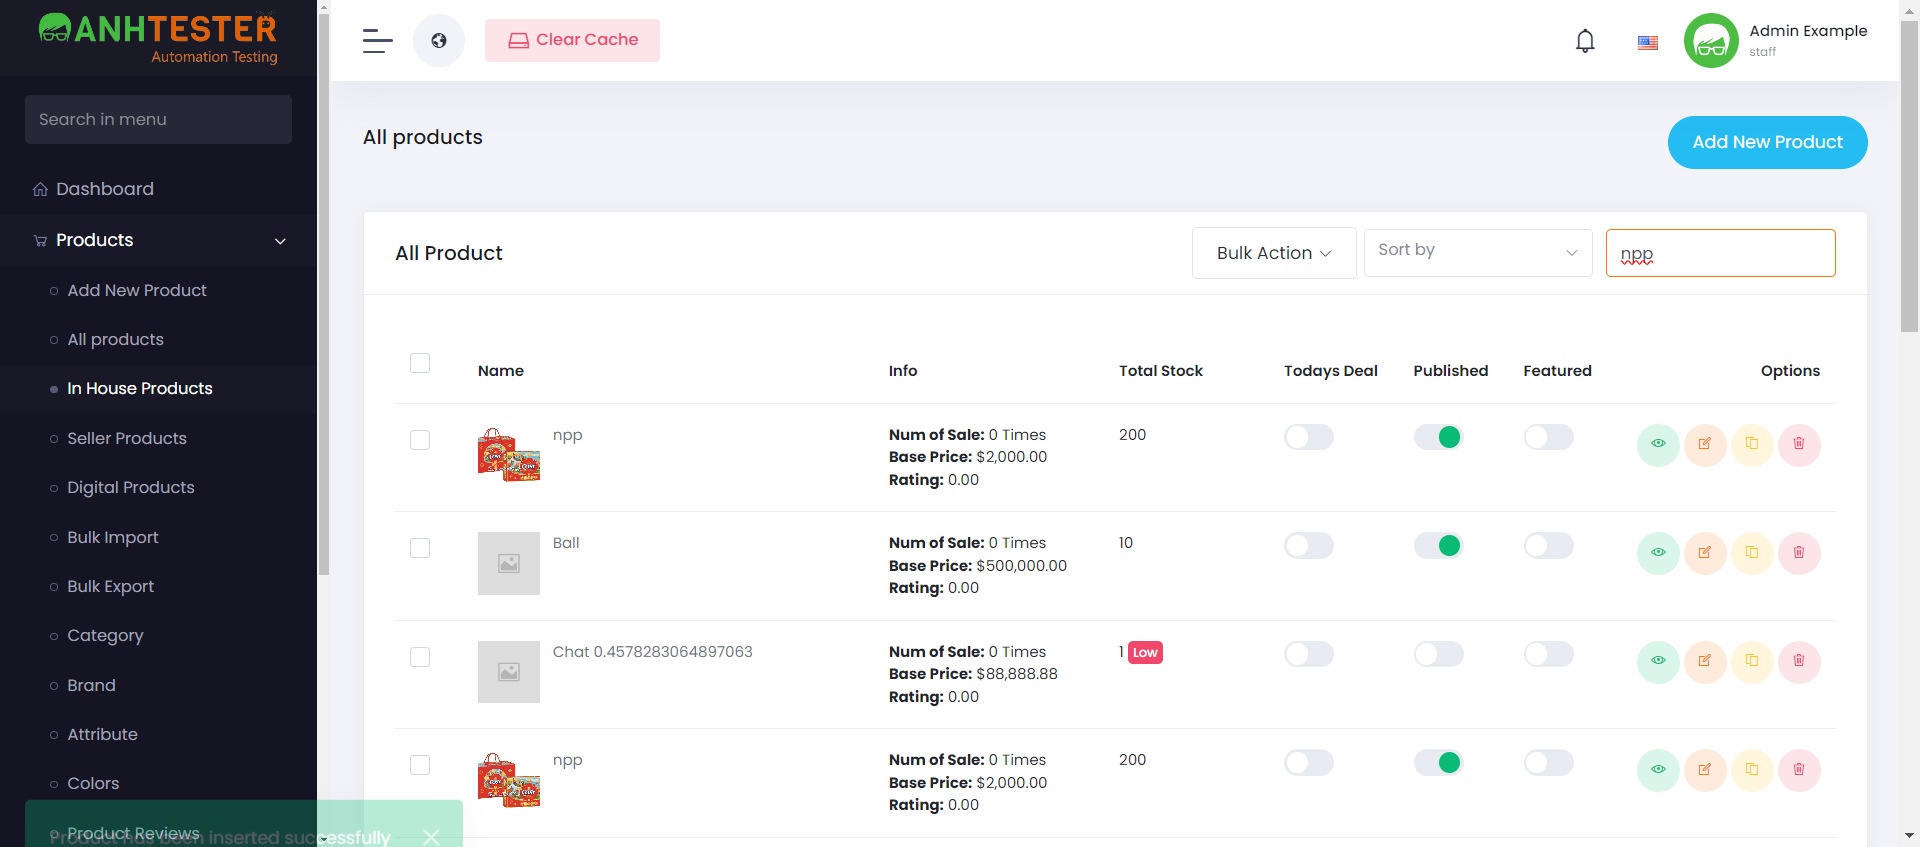 ANHTESTER
Automation Testing
Search in menu
Dashboard
Products
Add New Product
All products
In House Products
Seller Products
Digital Products
Bulk Import
Bulk Export
Category
Brand
Attribute
Colors
Product Reviews
Product has been inserted successfully
Clear Cache
Admin Example
staff
All products
Add New Product
All Product
Bulk Action
Sort by
npp
Name Info Total Stock Todays Deal Published Featured Options
npp
Num of Sale: 0 Times
Base Price: $2,000.00
Rating: 0.00
200
Ball
Num of Sale: 0 Times
Base Price: $500,000.00
Rating: 0.00
10
Chat 0.4578283064897063
Num of Sale: 0 Times
Base Price: $88,888.88
Rating: 0.00
1 Low
npp
Num of Sale: 0 Times
Base Price: $2,000.00
Rating: 0.00
200